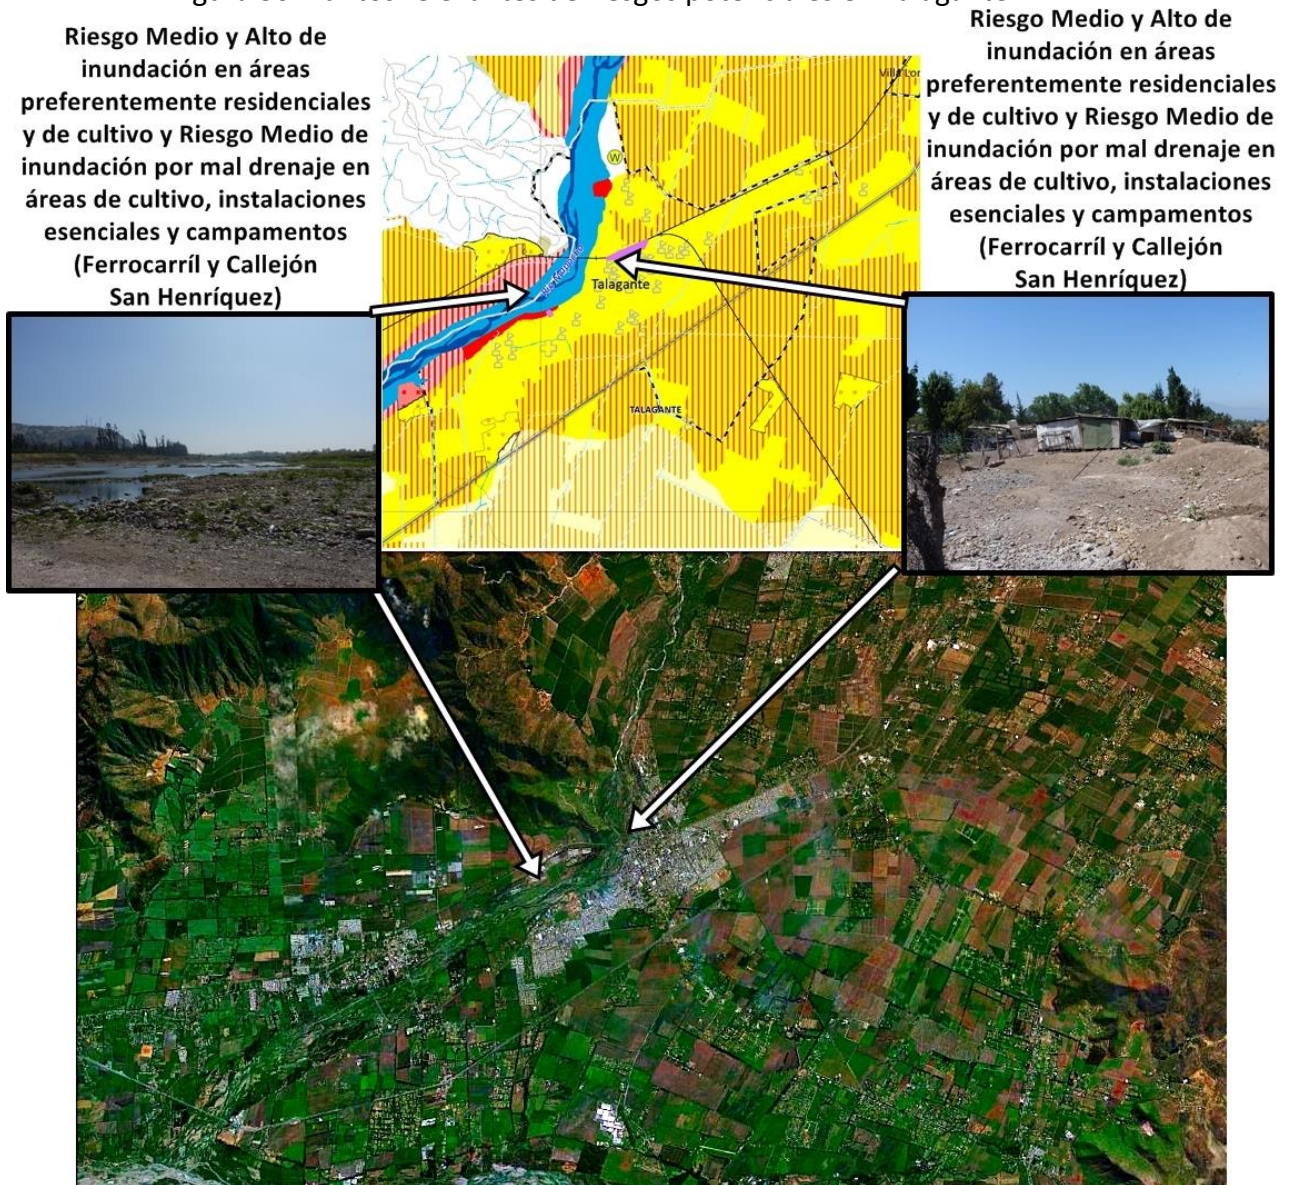 Riesgo Medio y Alto de
inundación en áreas
preferentemente residenciales
y de cultivo y Riesgo Medio de
inundación por mal drenaje en
áreas de cultivo, instalaciones
esenciales y campamentos
(Ferrocarríl y Callejón
San Henríquez)
Riesgo Medio y Alto de
inundación en áreas
preferentemente residenciales
y de cultivo y Riesgo Medio de
inundación por mal drenaje en
áreas de cultivo, instalaciones
esenciales y campamentos
(Ferrocarríl y Callejón
San Henríquez)
W
Talagante
TALAGANTE